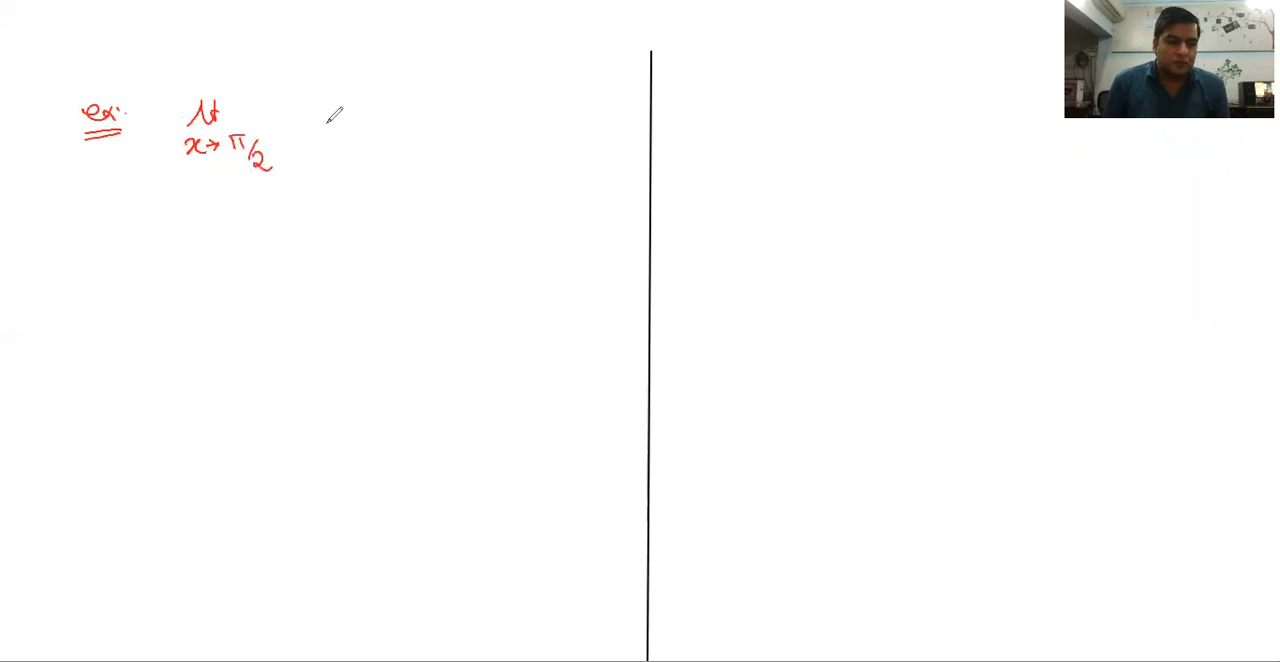 ex:
lt
x→ π/2